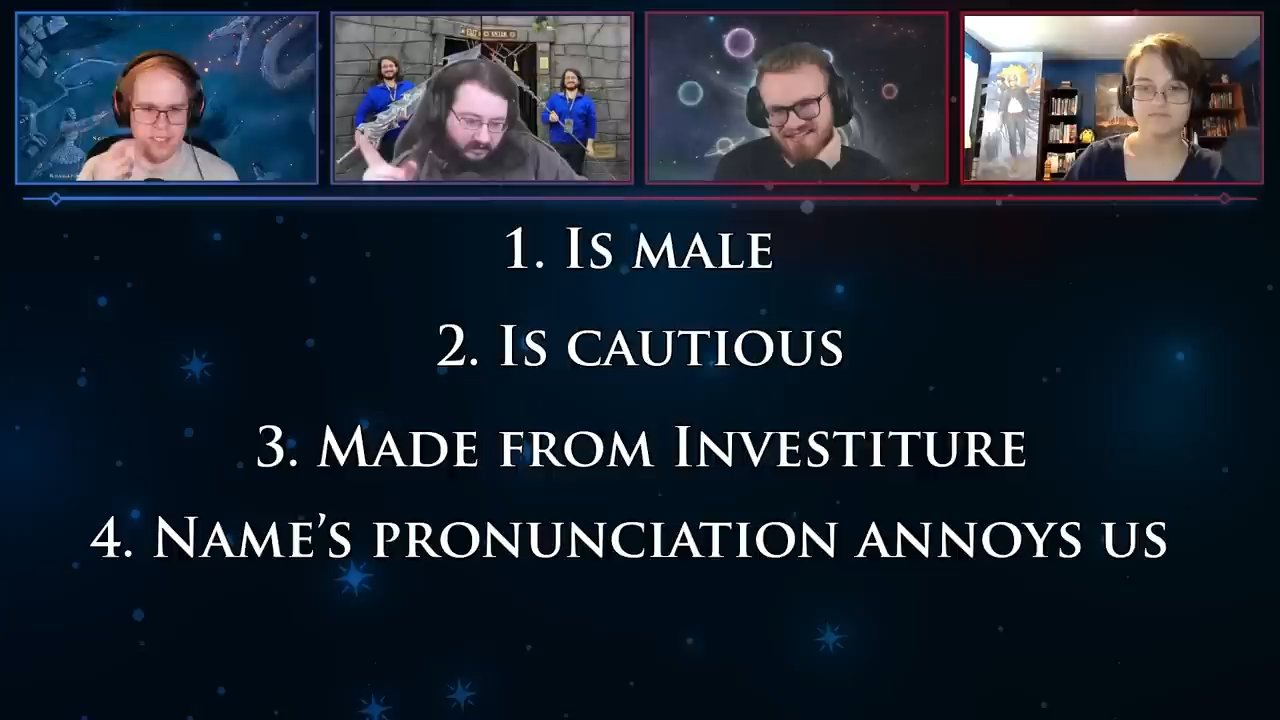 1. Is male
2. Is cautious
3. Made from Investiture
4. Name's pronunciation annoys us